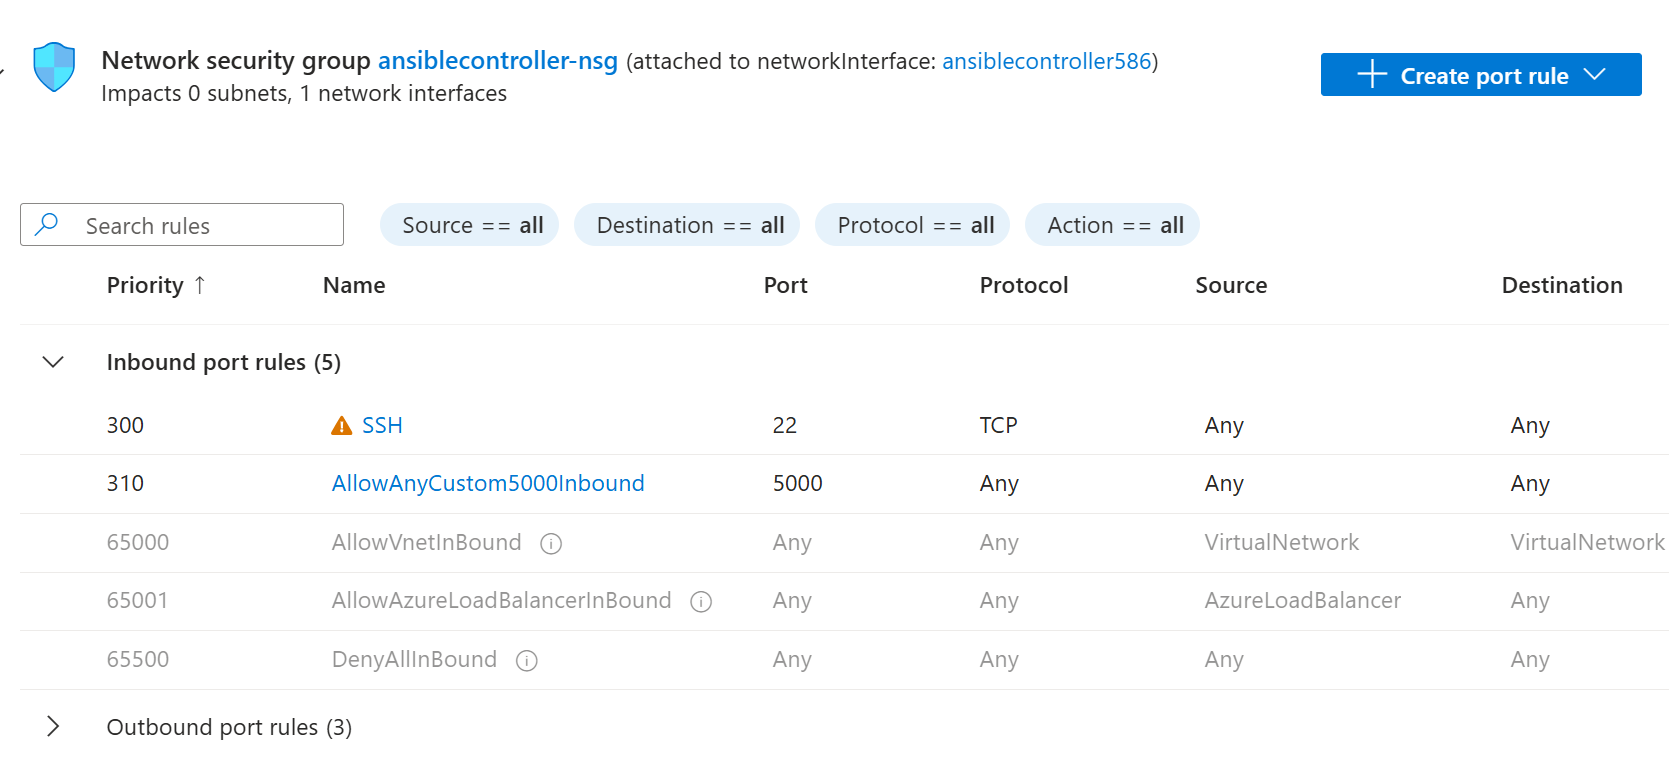 Network security group ansiblecontroller-nsg (attached to networkInterface: ansiblecontroller586)
Impacts 0 subnets, 1 network interfaces
Create port rule
Search rules
Source == all
Destination == all
Protocol == all
Action == all
Priority ↑ Name Port Protocol Source Destination
Inbound port rules (5)
300 SSH 22 TCP Any Any
310 AllowAnyCustom5000Inbound 5000 Any Any Any
65000 AllowVnetInBound Any Any VirtualNetwork VirtualNetwork
65001 AllowAzureLoadBalancerInBound Any Any AzureLoadBalancer Any
65500 DenyAllInBound Any Any Any Any
Outbound port rules (3)